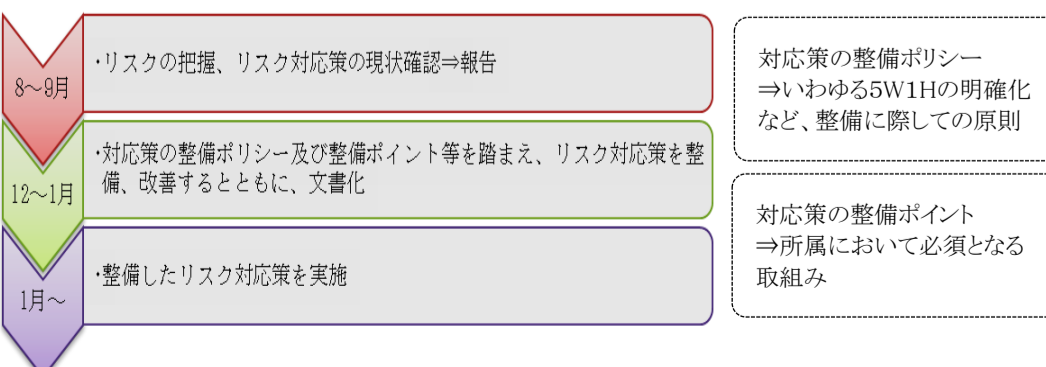 8～9月
・リスクの把握、リスク対応策の現状確認⇒報告
12～1月
・対応策の整備ポリシー及び整備ポイント等を踏まえ、リスク対応策を整
備、改善するとともに、文書化
1月～
・整備したリスク対応策を実施
対応策の整備ポリシー
⇒いわゆる5W1Hの明確化
など、整備に際しての原則
対応策の整備ポイント
⇒所属において必須となる
取組み